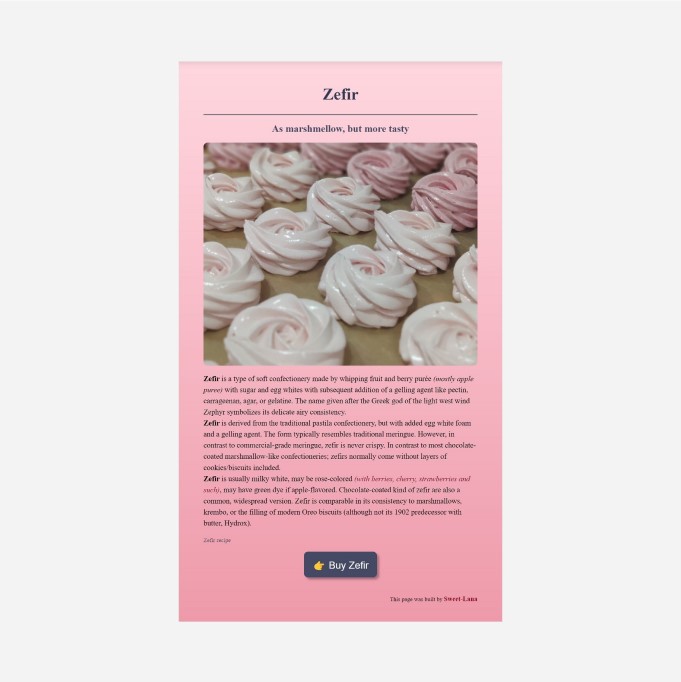 Zefir
As marshmellow, but more tasty
Zefir is a type of soft confectionery made by whipping fruit and berry purée (mostly apple
puree) with sugar and egg whites with subsequent addition of a gelling agent like pectin,
carrageenan, agar, or gelatine. The name given after the Greek god of the light west wind
Zephyr symbolizes its delicate airy consistency.
Zefir is derived from the traditional pastila confectionery, but with added egg white foam
and a gelling agent. The form typically resembles traditional meringue. However, in
contrast to commercial-grade meringue, zefir is never crispy. In contrast to most chocolate-
coated marshmallow-like confectioneries; zefirs normally come without layers of
cookies/biscuits included.
Zefir is usually milky white, may be rose-colored (with berries, cherry, strawberries and
such), may have green dye if apple-flavored. Chocolate-coated kind of zefir are also a
common, widespread version. Zefir is comparable in its consistency to marshmallows,
krembo, or the filling of modern Oreo biscuits (although not its 1902 predecessor with
butter, Hydrox).
Zefir recipe
👉 Buy Zefir
This page was built by Sweet-Lana